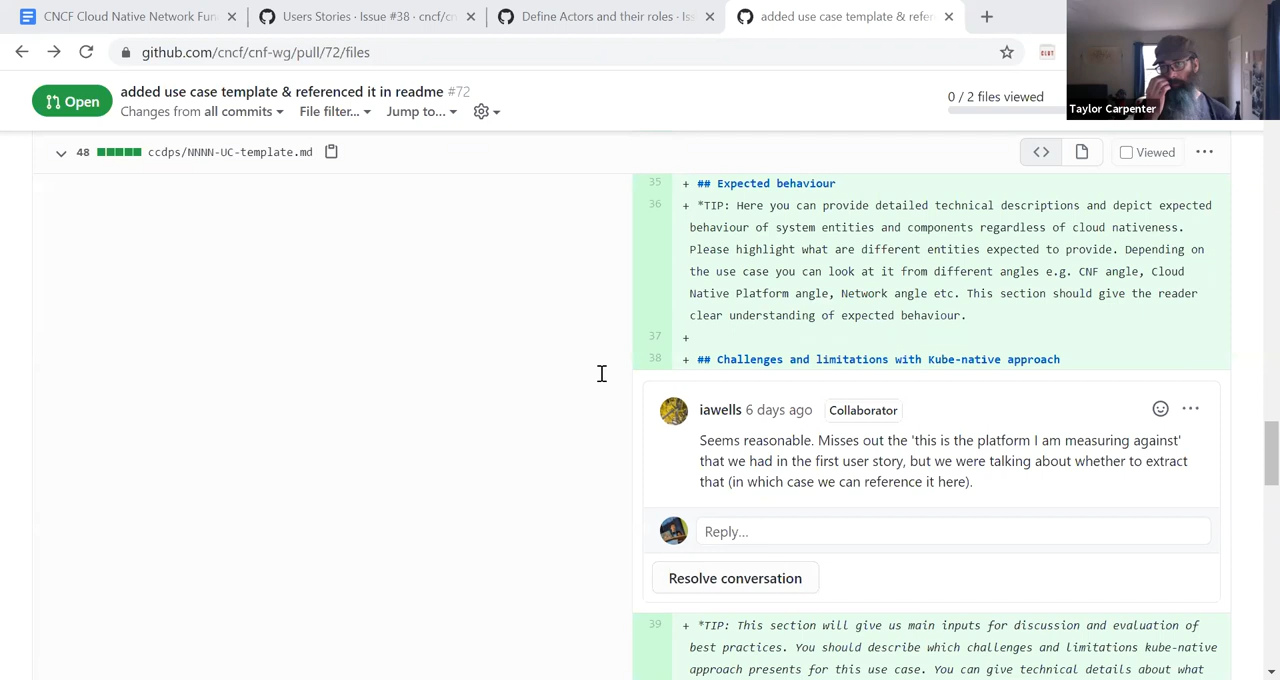 CNCF Cloud Native Network Fun
Users Stories · Issue #38 · cncf/cn
Define Actors and their roles · Iss
added use case template & refer
github.com/cncf/cnf-wg/pull/72/files
Taylor Carpenter
Open
added use case template & referenced it in readme #72
Changes from all commits
File filter...
Jump to...
0 / 2 files viewed
48
ccdps/NNNN-UC-template.md
Viewed
35 + ## Expected behaviour
36 + *TIP: Here you can provide detailed technical descriptions and depict expected
behaviour of system entities and components regardless of cloud nativeness.
Please highlight what are different entities expected to provide. Depending on
the use case you can look at it from different angles e.g. CNF angle, Cloud
Native Platform angle, Network angle etc. This section should give the reader
clear understanding of expected behaviour.
37 +
38 + ## Challenges and limitations with Kube-native approach
iawells 6 days ago Collaborator
Seems reasonable. Misses out the 'this is the platform I am measuring against'
that we had in the first user story, but we were talking about whether to extract
that (in which case we can reference it here).
Reply...
Resolve conversation
39 + *TIP: This section will give us main inputs for discussion and evaluation of
best practices. You should describe which challenges and limitations kube-native
approach presents for this use case. You can give technical details about what